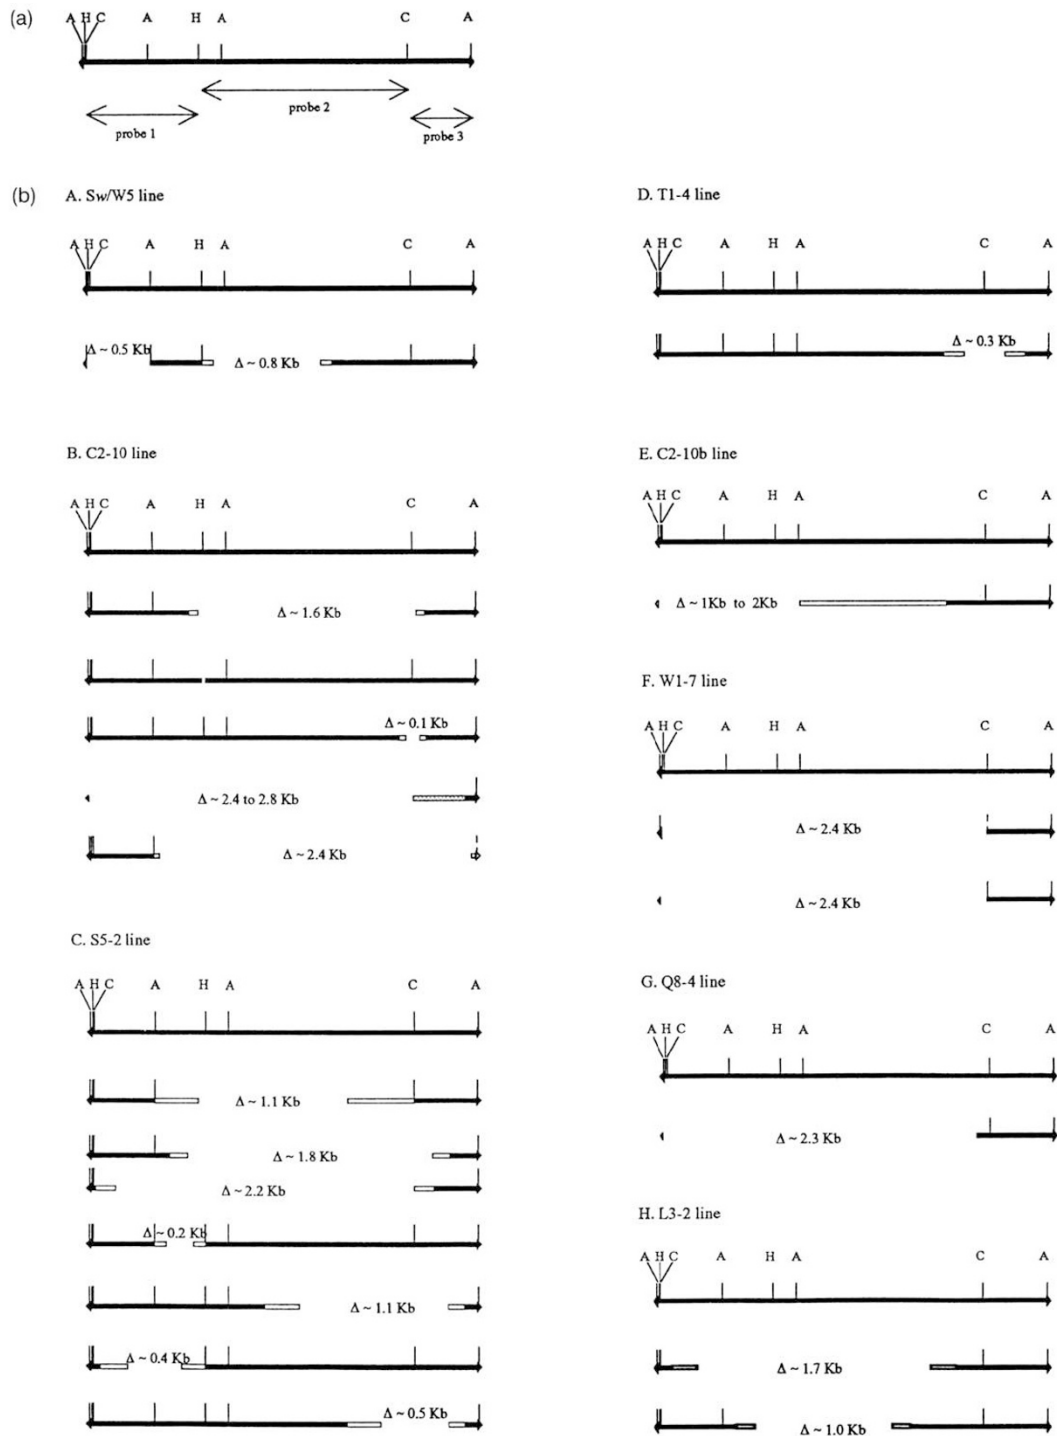 (a)
A H C A H A C A
probe 2
probe 1
probe 3
(b)
A. Sw/W5 line
A H C A H A C A
Δ ~ 0.5 Kb
Δ ~ 0.8 Kb
B. C2-10 line
A H C A H A C A
Δ ~ 1.6 Kb
Δ ~ 0.1 Kb
Δ ~ 2.4 to 2.8 Kb
Δ ~ 2.4 Kb
C. S5-2 line
A H C A H A C A
Δ ~ 1.1 Kb
Δ ~ 1.8 Kb
Δ ~ 2.2 Kb
Δ ~ 0.2 Kb
Δ ~ 1.1 Kb
Δ ~ 0.4 Kb
Δ ~ 0.5 Kb
D. T1-4 line
A H C A H A C A
Δ ~ 0.3 Kb
E. C2-10b line
A H C A H A C A
Δ ~ 1Kb to 2Kb
F. W1-7 line
A H C A H A C A
Δ ~ 2.4 Kb
Δ ~ 2.4 Kb
G. Q8-4 line
A H C A H A C A
Δ ~ 2.3 Kb
H. L3-2 line
A H C A H A C A
Δ ~ 1.7 Kb
Δ ~ 1.0 Kb